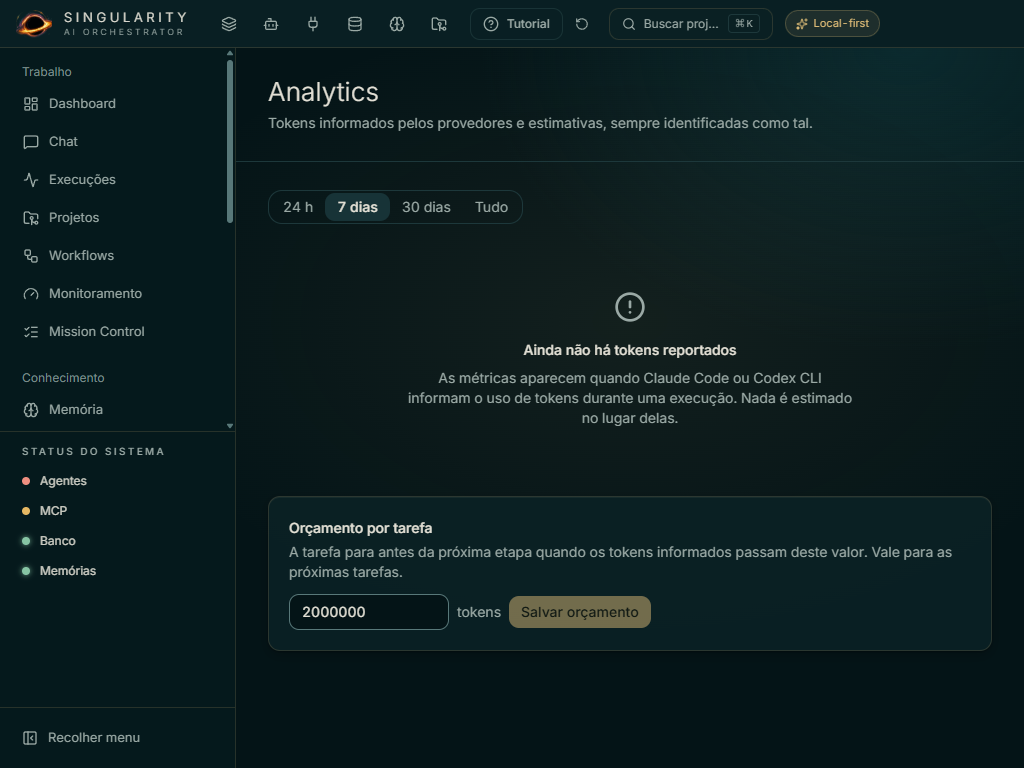 SINGULARITY
AI ORCHESTRATOR
Tutorial
Buscar proj...
⌘K
Local-first
Trabalho
Dashboard
Chat
Execuções
Projetos
Workflows
Monitoramento
Mission Control
Conhecimento
Memória
STATUS DO SISTEMA
Agentes
MCP
Banco
Memórias
Recolher menu
Analytics
Tokens informados pelos provedores e estimativas, sempre identificadas como tal.
24 h
7 dias
30 dias
Tudo
Ainda não há tokens reportados
As métricas aparecem quando Claude Code ou Codex CLI
informam o uso de tokens durante uma execução. Nada é estimado
no lugar delas.
Orçamento por tarefa
A tarefa para antes da próxima etapa quando os tokens informados passam deste valor. Vale para as
próximas tarefas.
2000000
tokens
Salvar orçamento